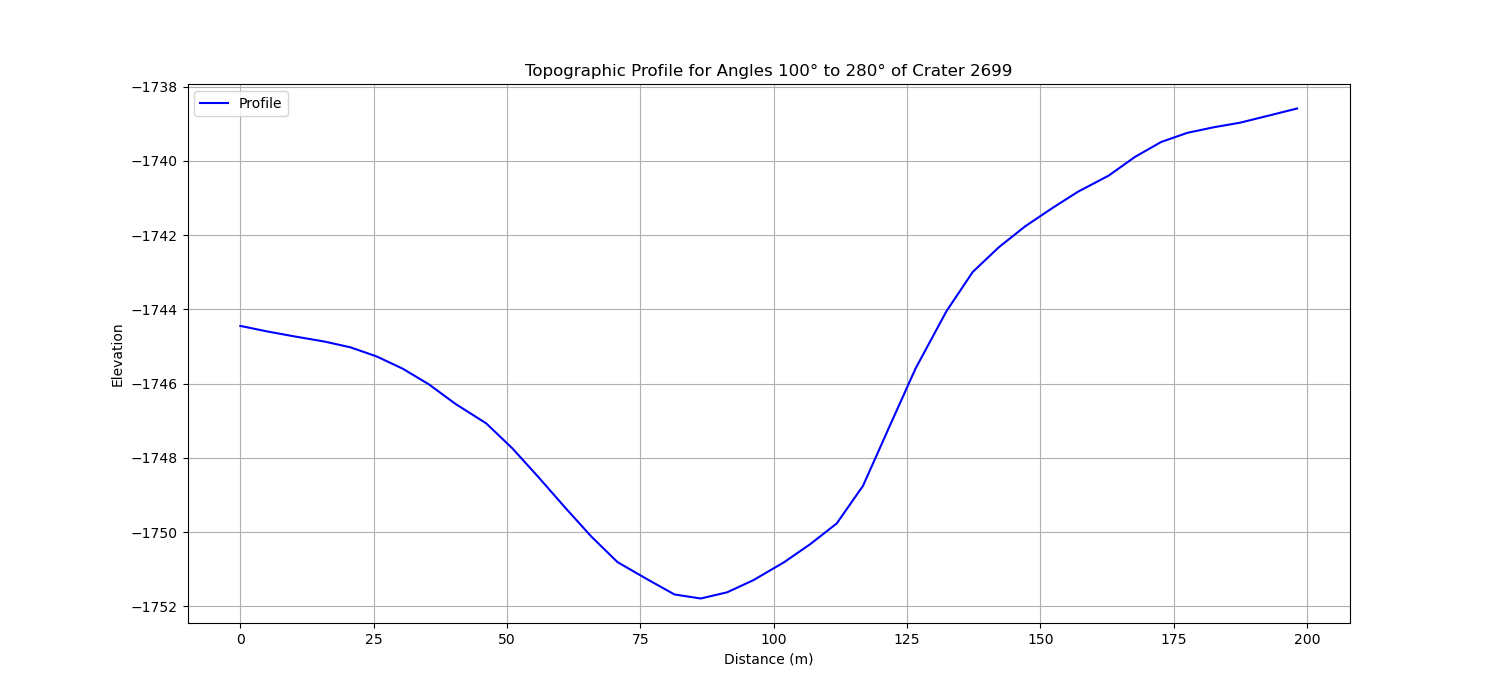 Topographic Profile for Angles 100° to 280° of Crater 2699
Profile
−1738
−1740
−1742
−1744
−1746
−1748
−1750
−1752
Elevation
0 25 50 75 100 125 150 175 200
Distance (m)